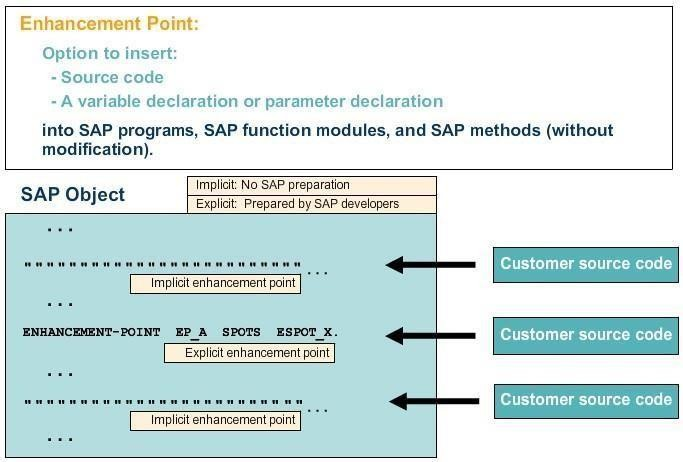 Enhancement Point:
Option to insert:
- Source code
- A variable declaration or parameter declaration
into SAP programs, SAP function modules, and SAP methods (without
modification).
SAP Object
Implicit: No SAP preparation
Explicit: Prepared by SAP developers
...
"""""""""""""""""""""""""...
Customer source code
Implicit enhancement point
...
ENHANCEMENT-POINT EP_A SPOTS ESPOT_X.
Customer source code
Explicit enhancement point
...
"""""""""""""""""""""""""...
Customer source code
Implicit enhancement point
...